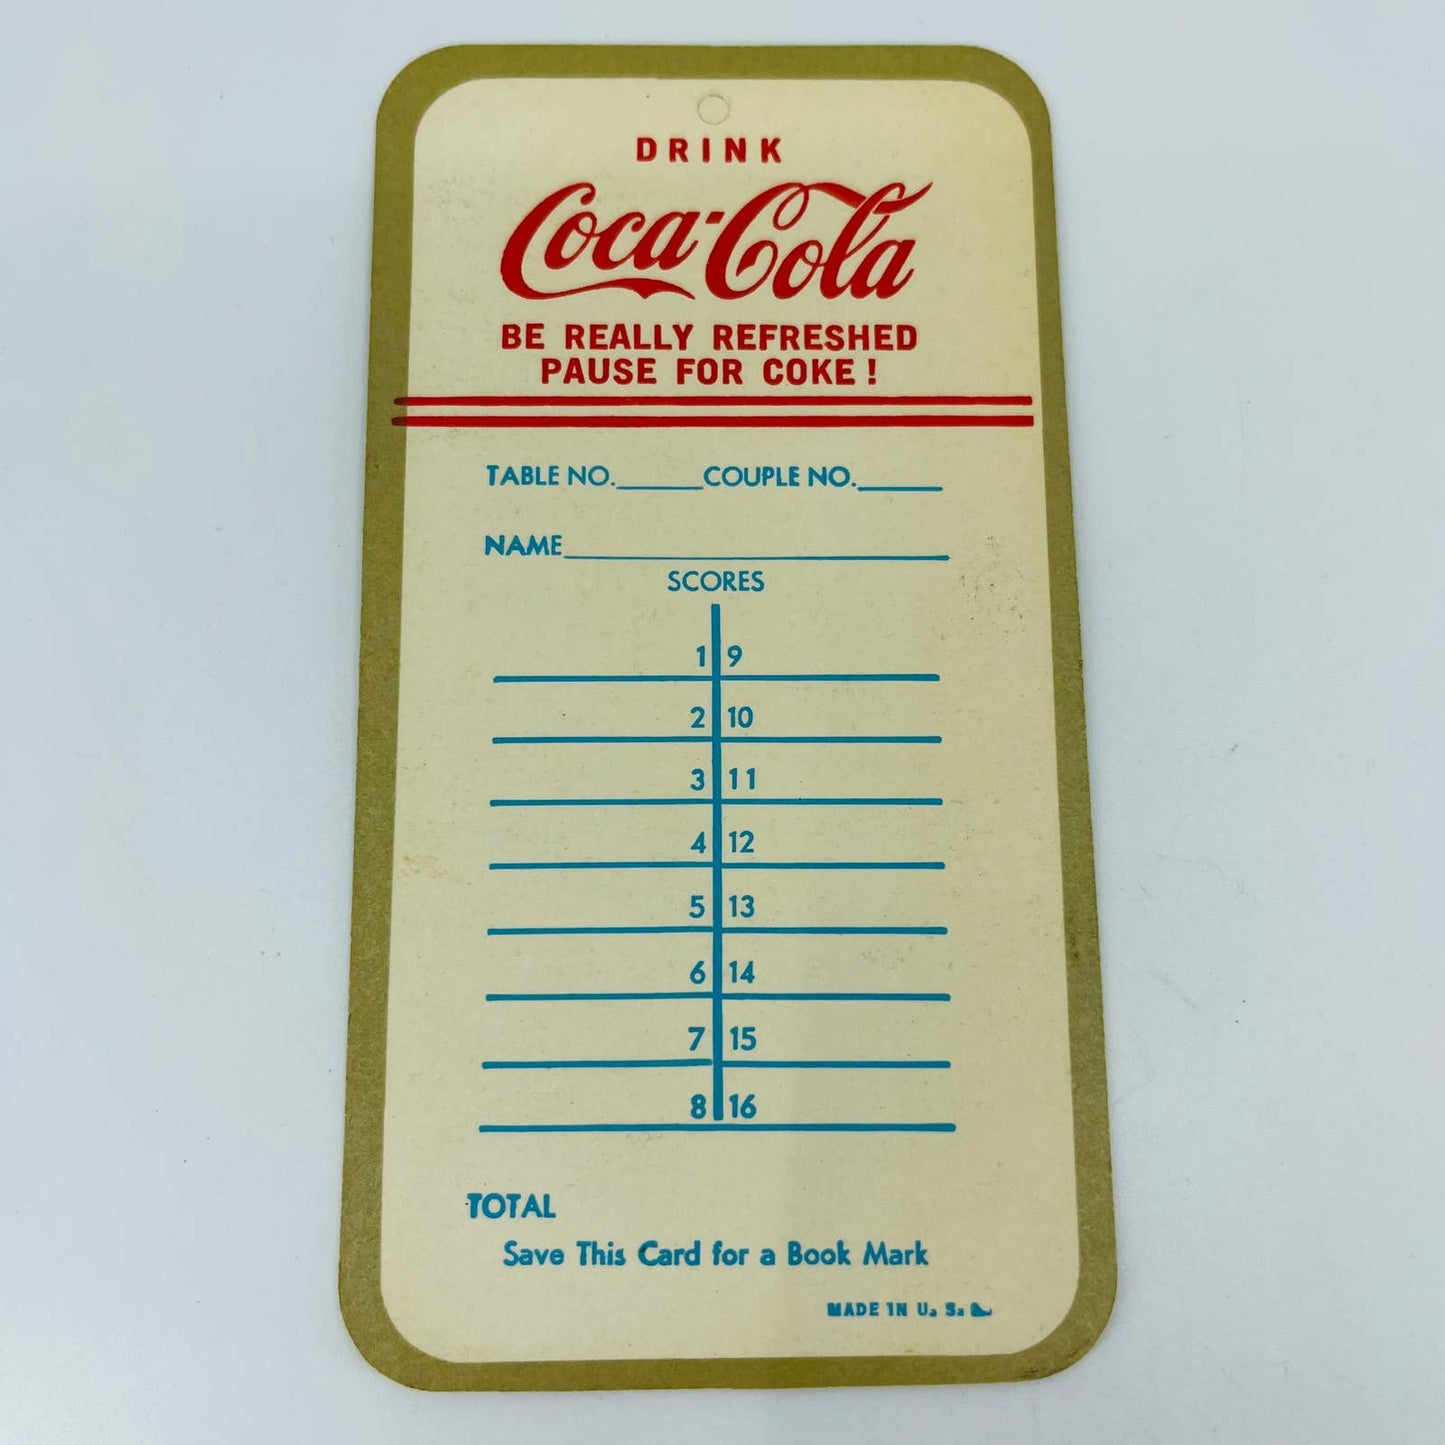 DRINK
Coca-Cola
BE REALLY REFRESHED
PAUSE FOR COKE!
TABLE NO.______COUPLE NO.______
NAME____________________
SCORES
1 9
2 10
3 11
4 12
5 13
6 14
7 15
8 16
TOTAL
Save This Card for a Book Mark
MADE IN U. S.